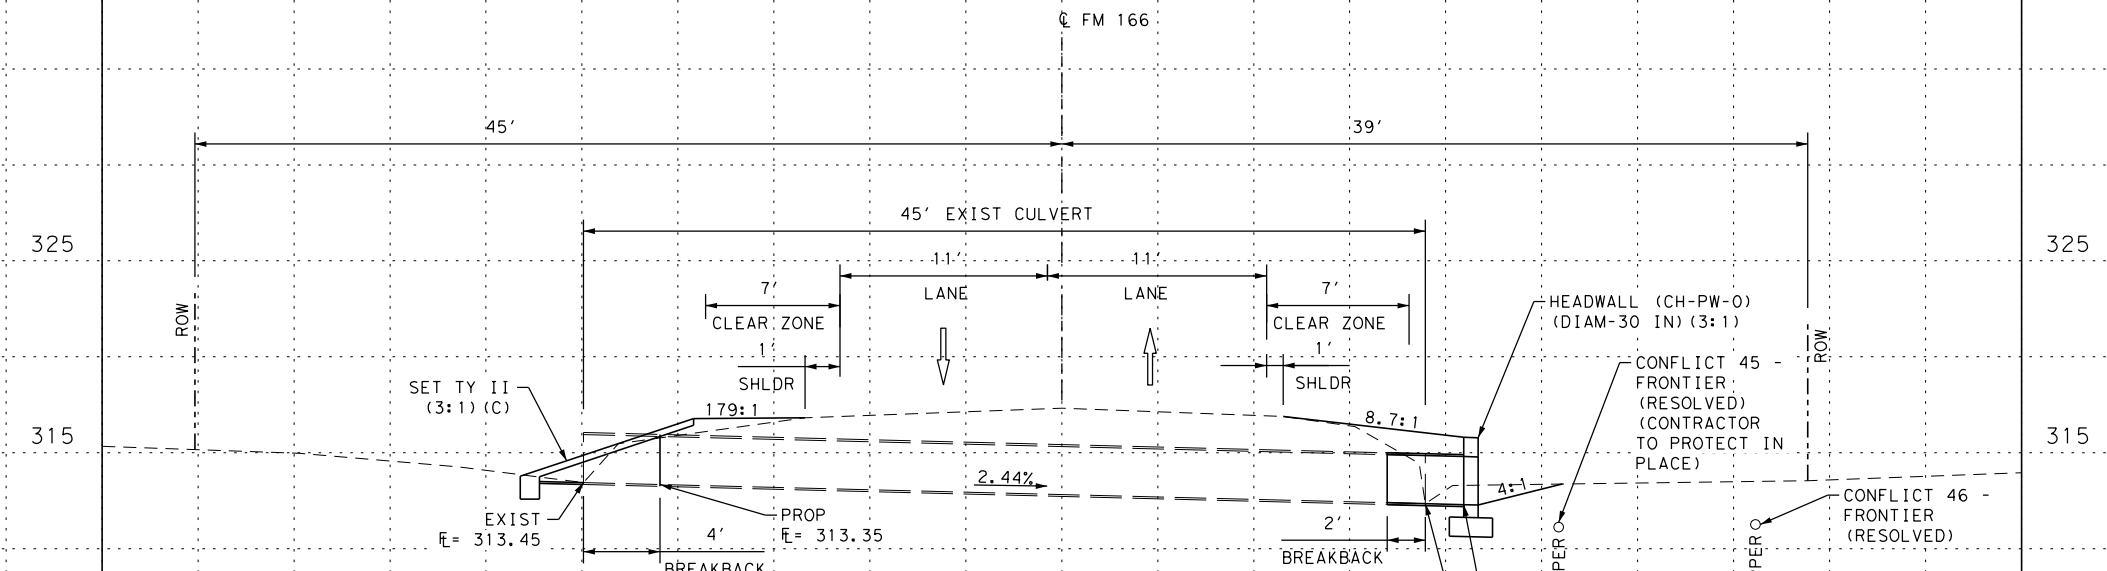 ℄ FM 166
45'
39'
45' EXIST CULVERT
325
325
11'
11'
LANE
LANE
7'
7'
CLEAR ZONE
CLEAR ZONE
HEADWALL (CH-PW-0)
(DIAM-30 IN)(3:1)
ROW
ROW
1'
1'
SHLDR
SHLDR
CONFLICT 45 -
FRONTIER
(RESOLVED)
(CONTRACTOR
TO PROTECT IN
PLACE)
SET TY II
(3:1)(C)
179:1
8.7:1
315
315
2.44%
4:1
CONFLICT 46 -
FRONTIER
(RESOLVED)
EXIST
FL= 313.45
PROP
FL= 313.35
4'
BREAKBACK
2'
BREAKBACK
PER
PER